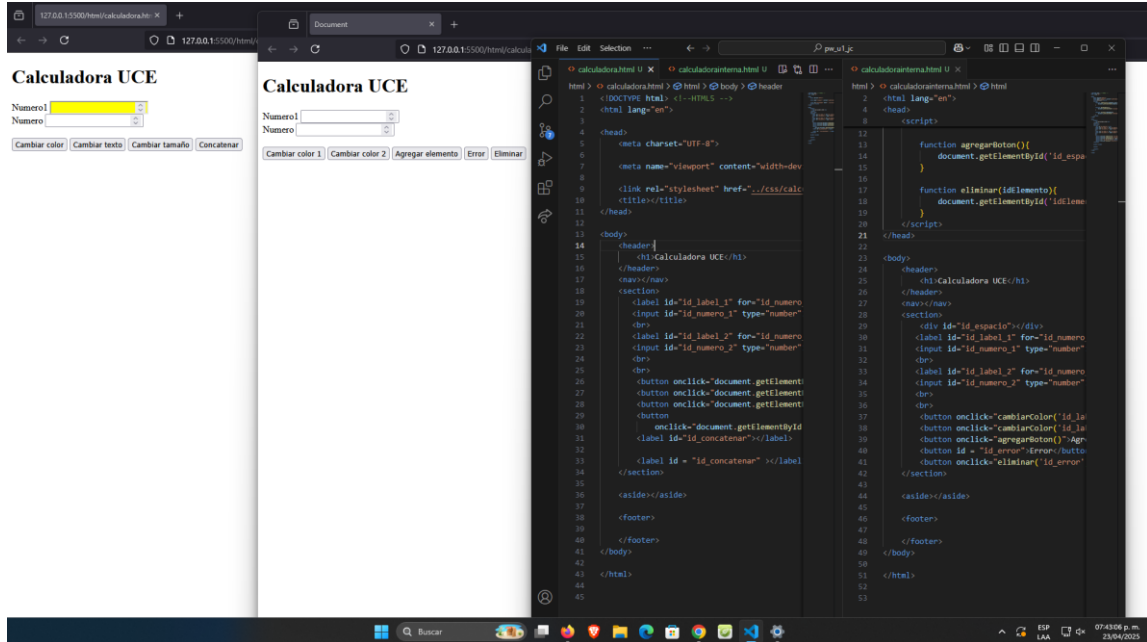 127.0.0.1:5500/html/calculadora.htm
127.0.0.1:5500/html/
Calculadora UCE
Numero1
Numero
Cambiar color
Cambiar texto
Cambiar tamaño
Concatenar
Document
127.0.0.1:5500/html/calcula
Calculadora UCE
Numero1
Numero
Cambiar color 1
Cambiar color 2
Agregar elemento
Error
Eliminar
File Edit Selection ···
pw_u1_jc
calculadora.html U
calculadorainterna.html U
html > calculadora.html > html > body > header
1 <!DOCTYPE html> <!--HTML5 -->
2 <html lang="en">
3
4 <head>
5 <meta charset="UTF-8">
6
7 <meta name="viewport" content="width=dev
8
9 <link rel="stylesheet" href="../css/calc
10 <title></title>
11 </head>
12
13 <body>
14 <header>
15 <h1>Calculadora UCE</h1>
16 </header>
17 <nav></nav>
18 <section>
19 <label id="id_label_1" for="id_numero
20 <input id="id_numero_1" type="number"
21 <br>
22 <label id="id_label_2" for="id_numero
23 <input id="id_numero_2" type="number"
24 <br>
25 <br>
26 <button onclick="document.getElement
27 <button onclick="document.getElement
28 <button onclick="document.getElement
29 <button
30 onclick="document.getElementById
31 <label id="id_concatenar"></label>
32
33 <label id = "id_concatenar" ></label
34 </section>
35
36 <aside></aside>
37
38 <footer>
39
40 </footer>
41 </body>
42
43 </html>
44
45
calculadorainterna.html U
html > calculadorainterna.html > html
2 <html lang="en">
4 <head>
8 <script>
12
13 function agregarBoton(){
14 document.getElementById('id_espa
15 }
16
17 function eliminar(idElemento){
18 document.getElementById('idEleme
19 }
20 </script>
21 </head>
22
23 <body>
24 <header>
25 <h1>Calculadora UCE</h1>
26 </header>
27 <nav></nav>
28 <section>
29 <div id="id_espacio"></div>
30 <label id="id_label_1" for="id_numero
31 <input id="id_numero_1" type="number"
32 <br>
33 <label id="id_label_2" for="id_numero
34 <input id="id_numero_2" type="number"
35 <br>
36 <br>
37 <button onclick="cambiarColor('id_la
38 <button onclick="cambiarColor('id_la
39 <button onclick="agregarBoton()">Agr
40 <button id = "id_error">Error</butto
41 <button onclick="eliminar('id_error'
42 </section>
43
44 <aside></aside>
45
46 <footer>
47
48 </footer>
49 </body>
50
51 </html>
52
53
Buscar
ESP
LAA
07:43:06 p. m.
23/04/2025